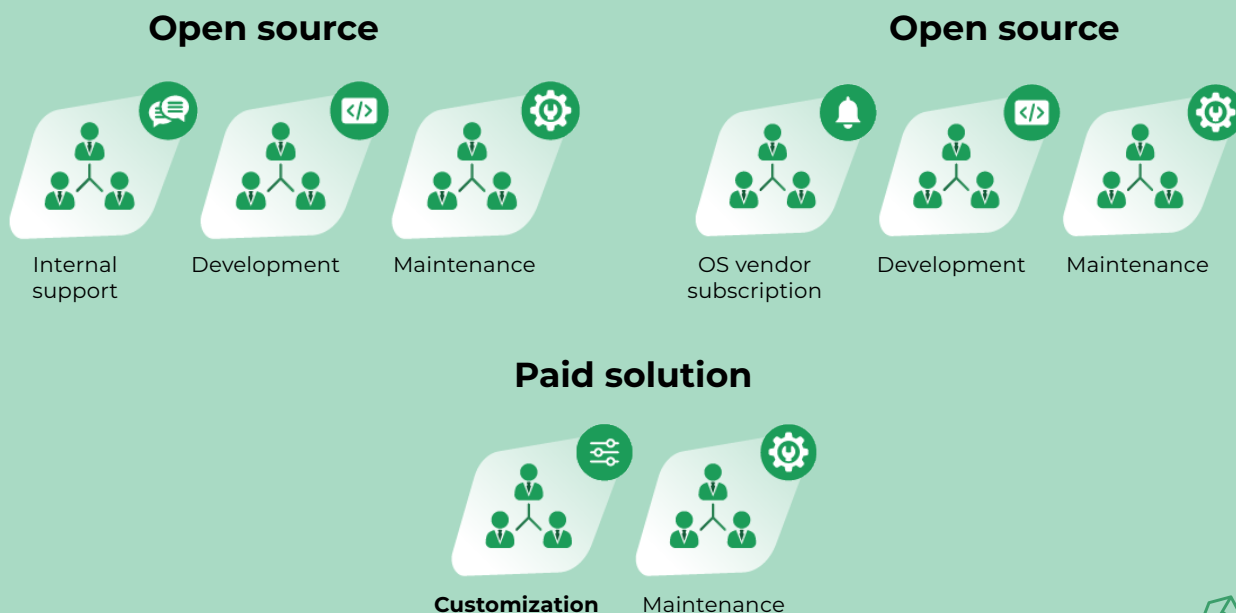 Open source
Internal
support
Development
Maintenance
Open source
OS vendor
subscription
Development
Maintenance
Paid solution
Customization
Maintenance